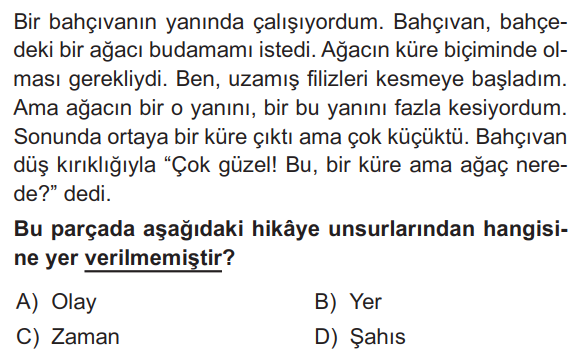 Bir bahçıvanın yanında çalışıyordum. Bahçıvan, bahçe-
deki bir ağacı budamamı istedi. Ağacın küre biçiminde ol-
ması gerekliydi. Ben, uzamış filizleri kesmeye başladım.
Ama ağacın bir o yanını, bir bu yanını fazla kesiyordum.
Sonunda ortaya bir küre çıktı ama çok küçüktü. Bahçıvan
düş kırıklığıyla “Çok güzel! Bu, bir küre ama ağaç nere-
de?” dedi.
Bu parçada aşağıdaki hikâye unsurlarından hangisi-
ne yer verilmemiştir?
A) Olay B) Yer
C) Zaman D) Şahıs